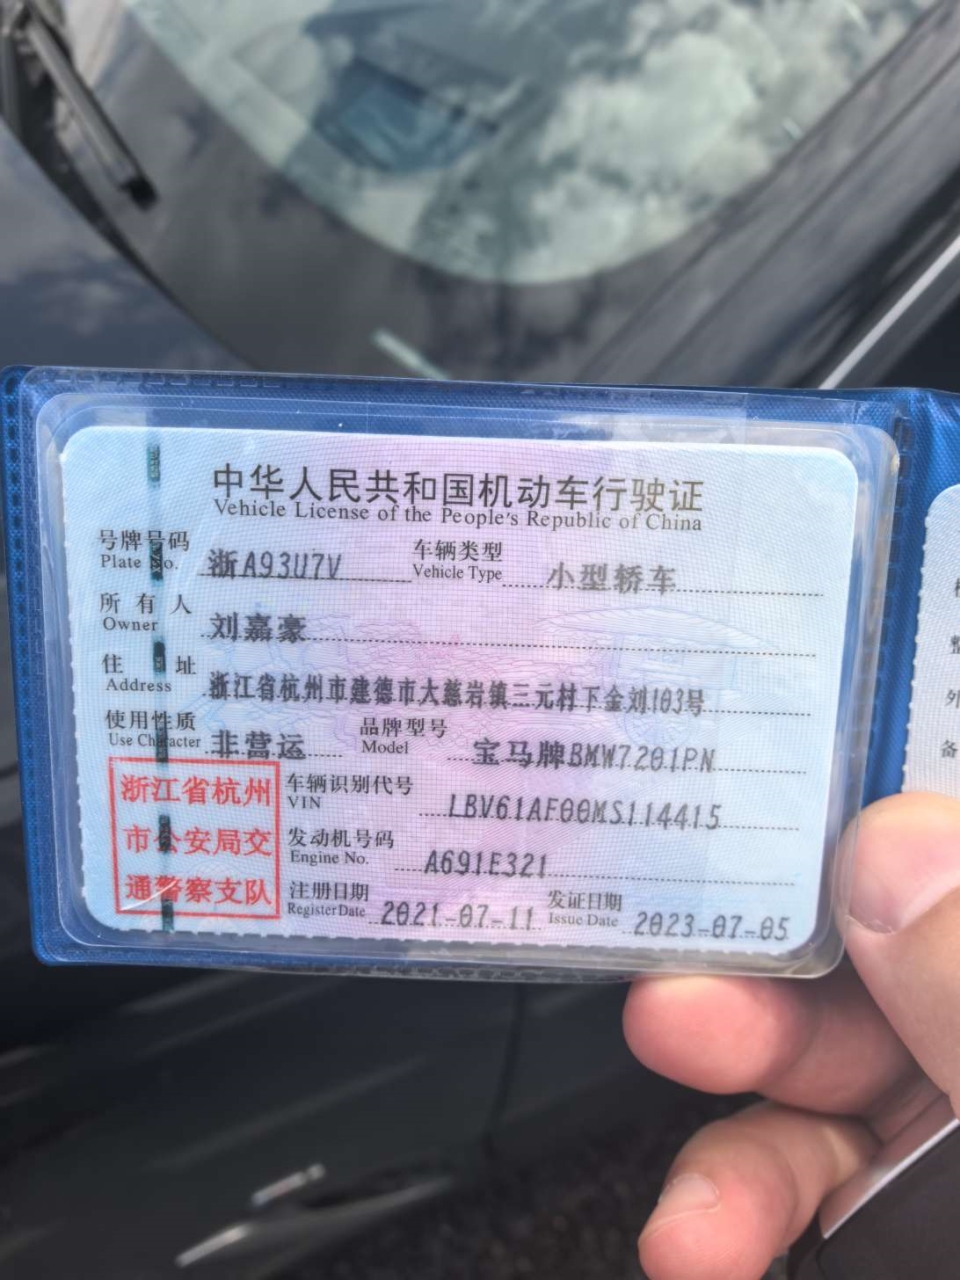 中华人民共和国机动车行驶证
Vehicle License of the People's Republic of China
号牌号码 浙A93U7V 车辆类型 小型轿车
Plate No. Vehicle Type
所有人 刘嘉豪
Owner
住址 浙江省杭州市建德市大慈岩镇三元村下金刘103号
Address
使用性质 非营运 品牌型号 宝马牌BMW7201PN
Use Character Model
浙江省杭州 车辆识别代号 LBV61AF00MS114415
VIN
市公安局交 发动机号码 A691E321
Engine No.
通警察支队 注册日期 2021-07-11 发证日期 2023-07-05
Register Date Issue Date
整
外
备